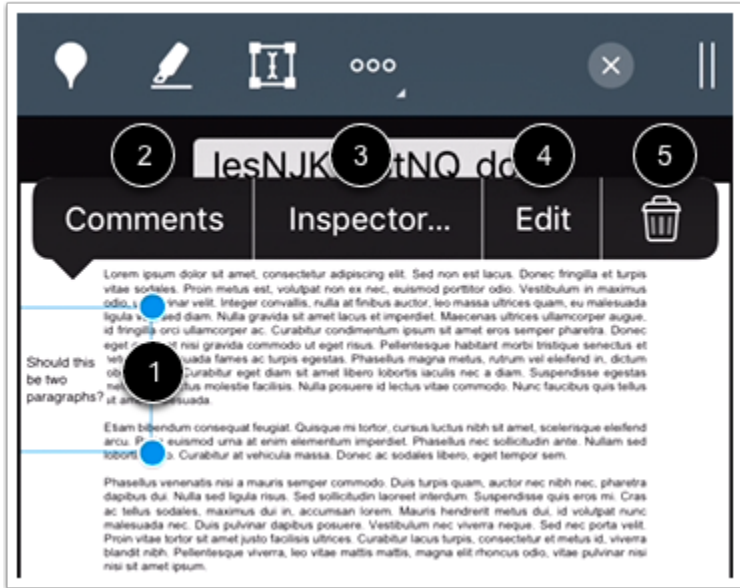 2 3 4 5
lesNJK tNQ do
Comments Inspector... Edit
Lorem ipsum dolor sit amet, consectetur adipiscing elit. Sed non est lacus. Donec fringilla et turpis
vitae sodales. Proin metus est, volutpat non ex nec, euismod porttitor odio. Vestibulum in maximus
odio, inar velit. Integer convallis, nulla at finibus auctor, leo massa ultrices quam, eu malesuada
ligula sed diam. Nulla gravida sit amet lacus et imperdiet. Maecenas ultrices ullamcorper augue,
id fringilla orci ullamcorper ac. Curabitur condimentum ipsum sit amet eros semper pharetra. Donec
eget nisi gravida commodo ut eget risus. Pellentesque habitant morbi tristique senectus et
suada fames ac turpis egestas. Phasellus magna metus, rutrum vel eleifend in, dictum
Curabitur eget diam sit amet libero lobortis iaculis nec a diam. Suspendisse egestas
tus molestie facilisis. Nulla posuere id lectus vitae commodo. Nunc faucibus quis tellus
sit suada.
Should this
be two
paragraphs?
1
Etiam bibendum consequat feugiat. Quisque mi tortor, cursus luctus nibh sit amet, scelerisque eleifend
arcu. euismod urna at enim elementum imperdiet. Phasellus nec sollicitudin ante. Nullam sed
lobortis o. Curabitur at vehicula massa. Donec ac sodales libero, eget tempor sem.
Phasellus venenatis nisi a mauris semper commodo. Duis turpis quam, auctor nec nibh nec, pharetra
dapibus dui. Nulla sed ligula risus. Sed sollicitudin laoreet interdum. Suspendisse quis eros mi. Cras
ac tellus sodales, maximus dui in, accumsan lorem. Mauris hendrerit metus dui, id volutpat nunc
malesuada nec. Duis pulvinar dapibus posuere. Vestibulum nec viverra neque. Sed nec porta velit.
Proin vitae tortor sit amet justo facilisis ultrices. Curabitur lacus turpis, consectetur et metus id, viverra
blandit nibh. Pellentesque viverra, leo vitae mattis mattis, magna elit rhoncus odio, vitae pulvinar nisi
nisi sit amet ipsum.